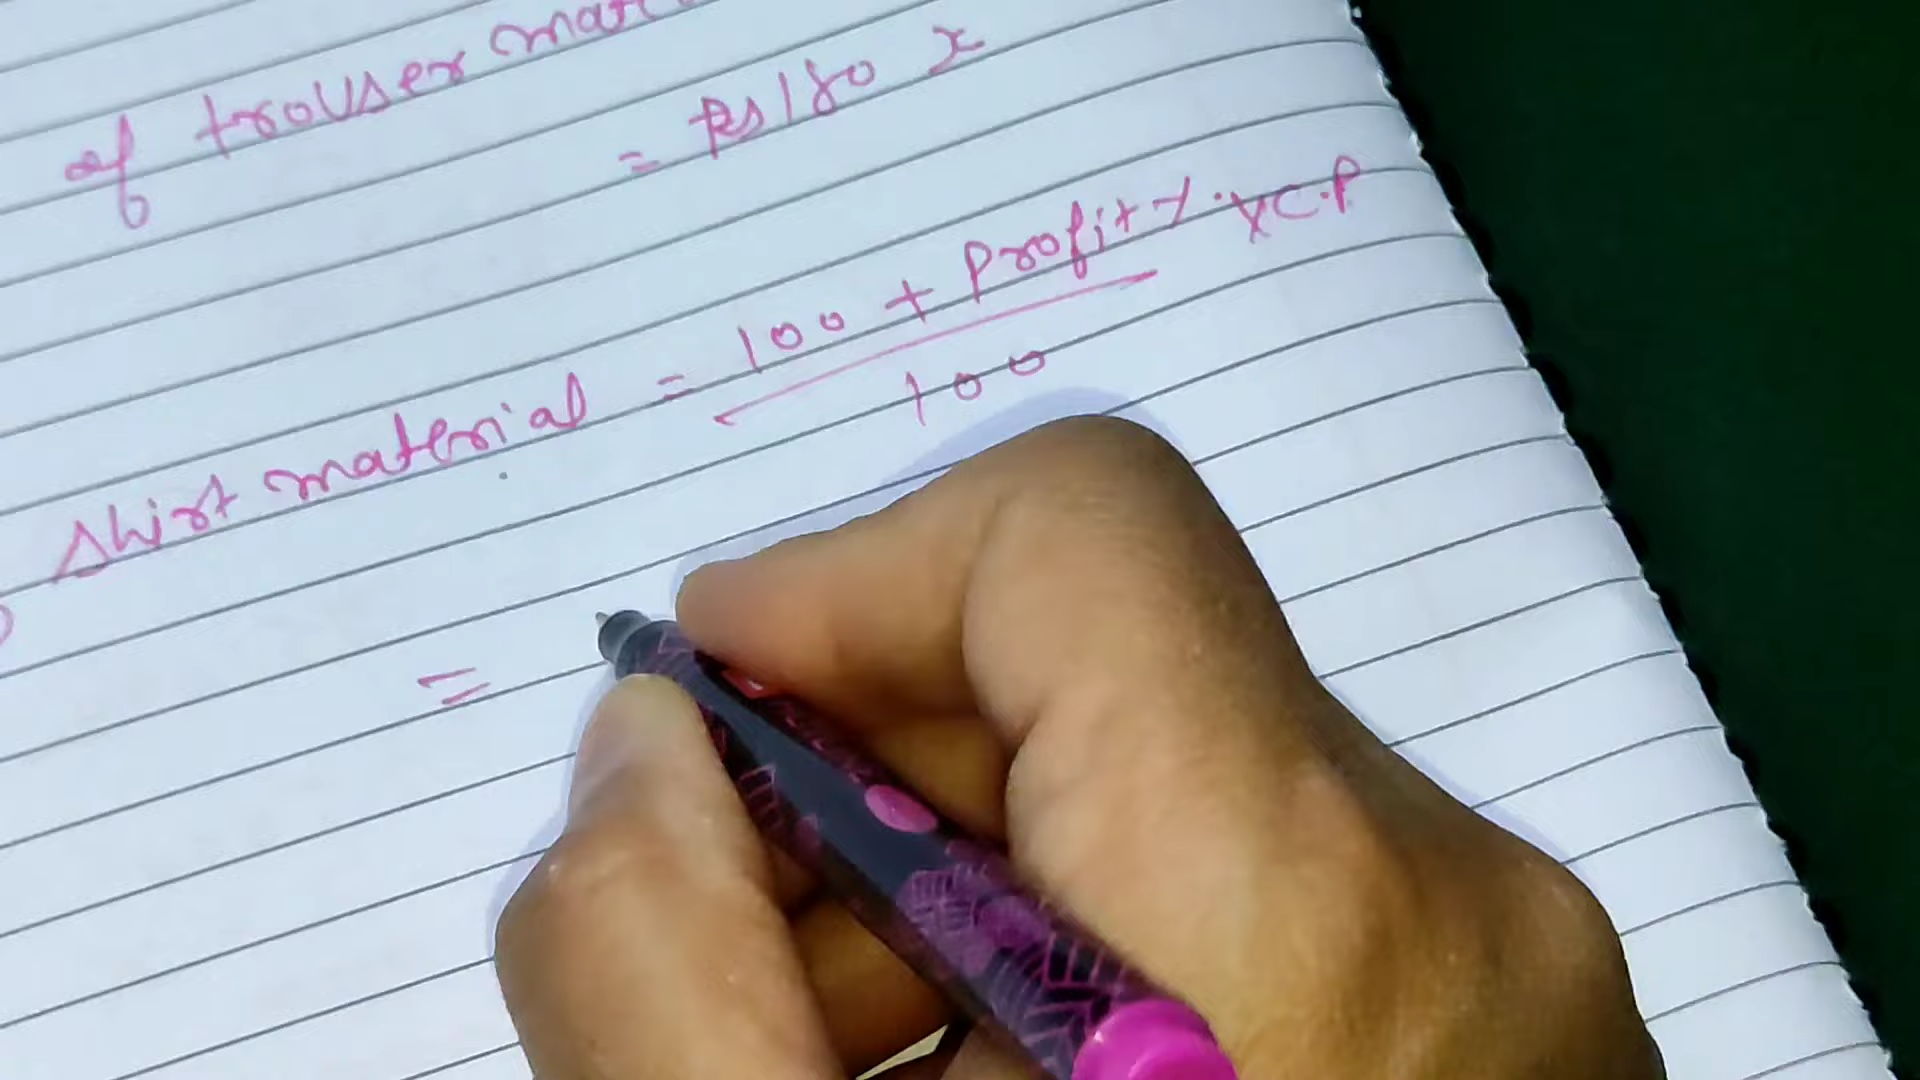 of trouser mat
= Rs 180 x
shirt material = 100 + Profit % x C.P
100
=